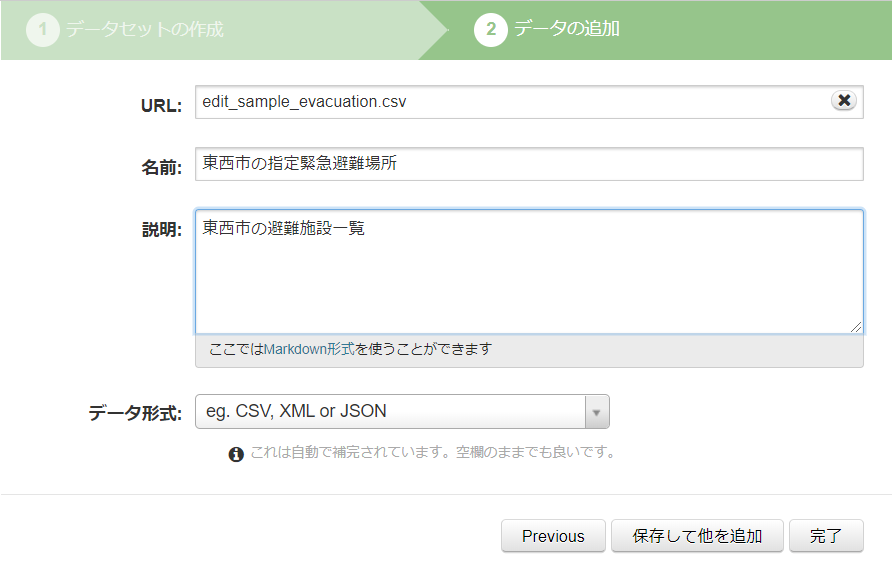 1 データセットの作成
2 データの追加
URL: edit_sample_evacuation.csv
名前: 東西市の指定緊急避難場所
説明: 東西市の避難施設一覧
ここではMarkdown形式を使うことができます
データ形式: eg. CSV, XML or JSON
これは自動で補完されています。空欄のままでも良いです。
Previous 保存して他を追加 完了